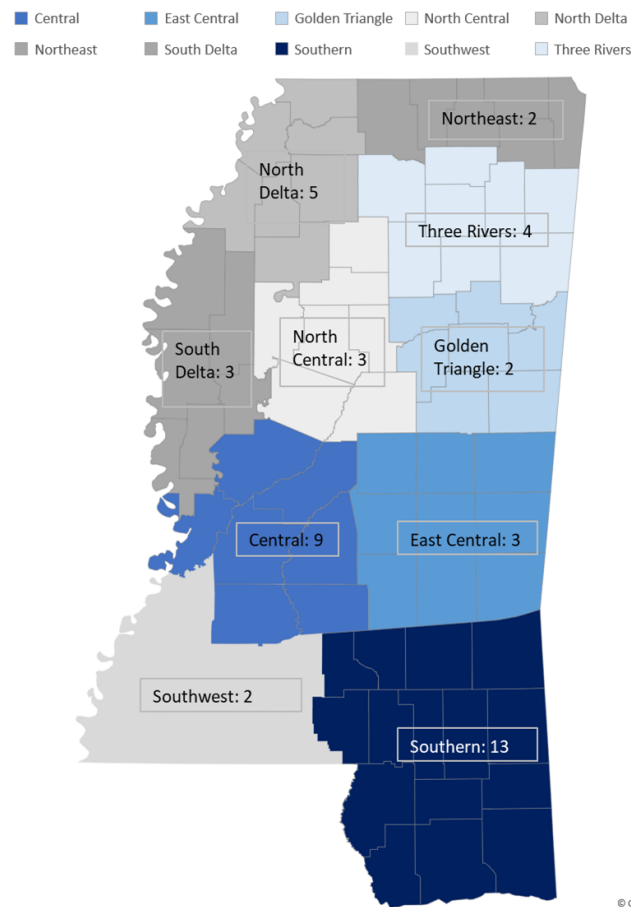 Central East Central Golden Triangle North Central North Delta
Northeast South Delta Southern Southwest Three Rivers
Northeast: 2
North
Delta: 5
Three Rivers: 4
South
Delta: 3
North
Central: 3
Golden
Triangle: 2
Central: 9
East Central: 3
Southwest: 2
Southern: 13
©